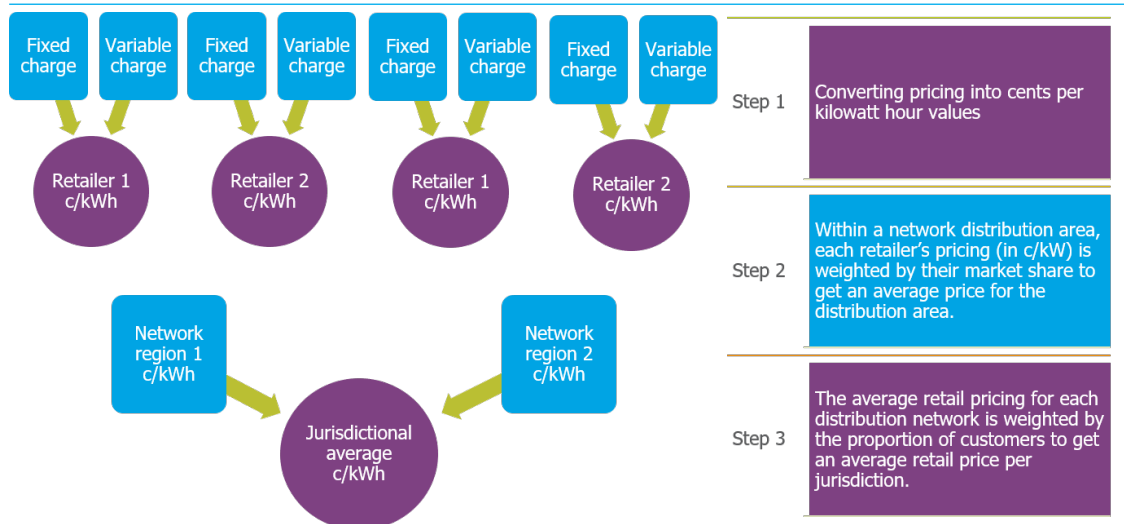 Fixed
charge
Variable
charge
Fixed
charge
Variable
charge
Fixed
charge
Variable
charge
Fixed
charge
Variable
charge
Retailer 1
c/kWh
Retailer 2
c/kWh
Retailer 1
c/kWh
Retailer 2
c/kWh
Step 1
Converting pricing into cents per
kilowatt hour values
Network
region 1
c/kWh
Network
region 2
c/kWh
Step 2
Within a network distribution area,
each retailer's pricing (in c/kW) is
weighted by their market share to
get an average price for the
distribution area.
Jurisdictional
average
c/kWh
Step 3
The average retail pricing for each
distribution network is weighted by
the proportion of customers to get
an average retail price per
jurisdiction.